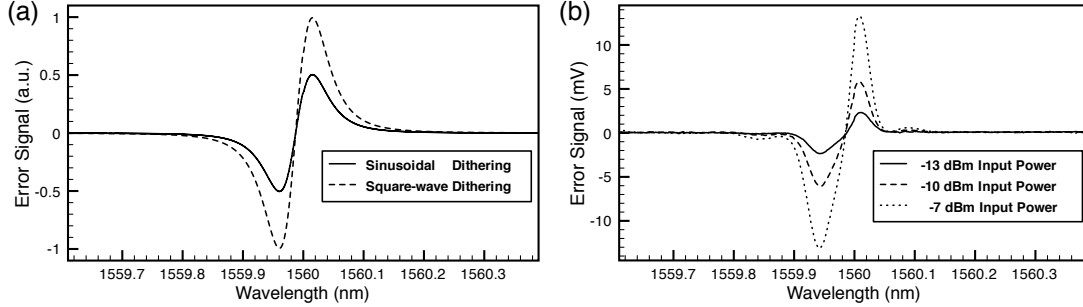 (a)
Error Signal (a.u.)
1
0.5
0
-0.5
-1
Sinusoidal Dithering
Square-wave Dithering
1559.7 1559.8 1559.9 1560 1560.1 1560.2 1560.3
Wavelength (nm)
(b)
Error Signal (mV)
10
5
0
-5
-10
-13 dBm Input Power
-10 dBm Input Power
-7 dBm Input Power
1559.7 1559.8 1559.9 1560 1560.1 1560.2 1560.3
Wavelength (nm)